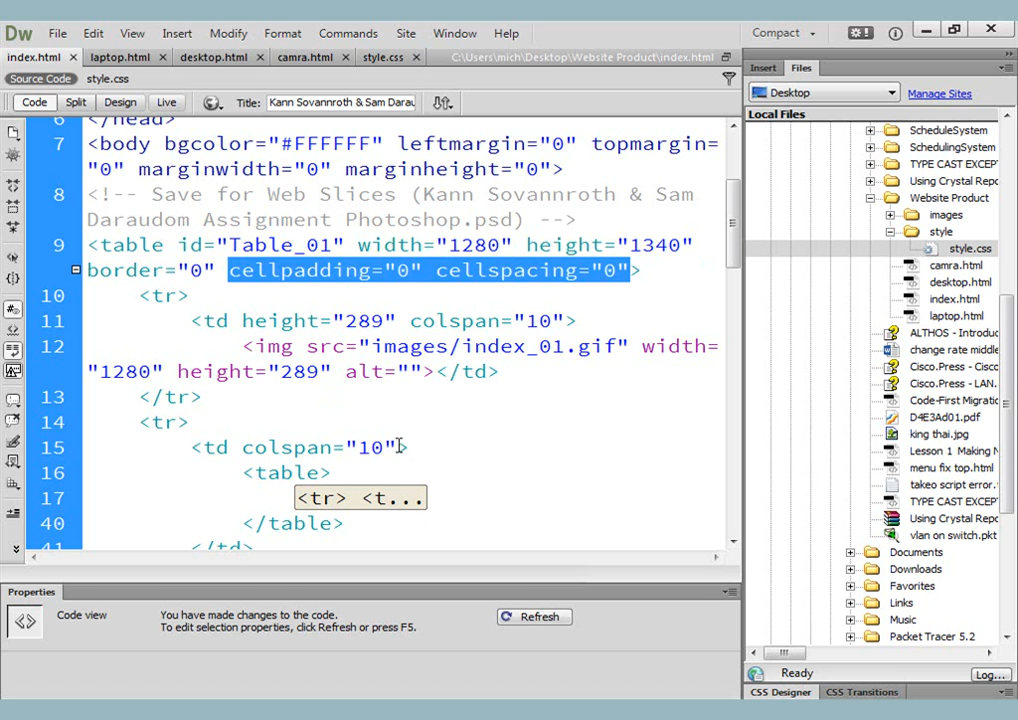 Dw File Edit View Insert Modify Format Commands Site Window Help Compact
index.html laptop.html desktop.html camra.html style.css C:\Users\mich\Desktop\Website Product\index.html
Source Code style.css
Code Split Design Live Title: Kann Sovannroth & Sam Darau
6 </head>
7 <body bgcolor="#FFFFFF" leftmargin="0" topmargin=
"0" marginwidth="0" marginheight="0">
8 <!-- Save for Web Slices (Kann Sovannroth & Sam
Daraudom Assignment Photoshop.psd) -->
9 <table id="Table_01" width="1280" height="1340"
border="0" cellpadding="0" cellspacing="0">
10 <tr>
11 <td height="289" colspan="10">
12 <img src="images/index_01.gif" width=
"1280" height="289" alt=""></td>
13 </tr>
14 <tr>
15 <td colspan="10">
16 <table>
17 <tr> <t...
40 </table>
41 </td>
Properties
Code view You have made changes to the code.
To edit selection properties, click Refresh or press F5.
Refresh
Insert Files
Desktop Manage Sites
Local Files
ScheduleSystem
SchedulingSystem
TYPE CAST EXCEP
Using Crystal Repo
Website Product
images
style
style.css
camra.html
desktop.html
index.html
laptop.html
ALTHOS - Introduc
change rate middle
Cisco.Press - Cisco
Cisco.Press - LAN.
Code-First Migratio
D4E3Ad01.pdf
king thai.jpg
Lesson 1 Making N
menu fix top.html
takeo script error.
TYPE CAST EXCEP
Using Crystal Repo
vlan on switch.pkt
Documents
Downloads
Favorites
Links
Music
Packet Tracer 5.2
Ready Log...
CSS Designer CSS Transitions